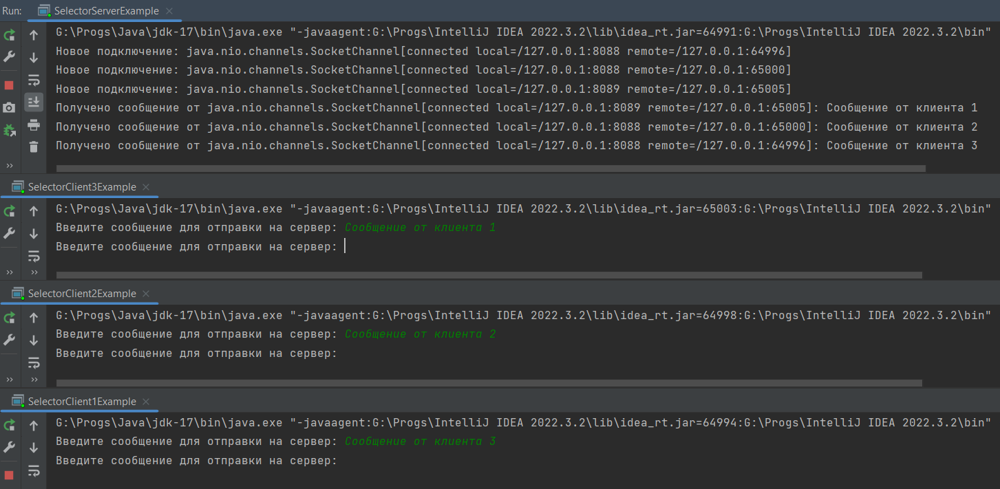 Run: SelectorServerExample
G:\Progs\Java\jdk-17\bin\java.exe "-javaagent:G:\Progs\IntelliJ IDEA 2022.3.2\lib\idea_rt.jar=64991:G:\Progs\IntelliJ IDEA 2022.3.2\bin"
Новое подключение: java.nio.channels.SocketChannel[connected local=/127.0.0.1:8088 remote=/127.0.0.1:64996]
Новое подключение: java.nio.channels.SocketChannel[connected local=/127.0.0.1:8088 remote=/127.0.0.1:65000]
Новое подключение: java.nio.channels.SocketChannel[connected local=/127.0.0.1:8089 remote=/127.0.0.1:65005]
Получено сообщение от java.nio.channels.SocketChannel[connected local=/127.0.0.1:8089 remote=/127.0.0.1:65005]: Сообщение от клиента 1
Получено сообщение от java.nio.channels.SocketChannel[connected local=/127.0.0.1:8088 remote=/127.0.0.1:65000]: Сообщение от клиента 2
Получено сообщение от java.nio.channels.SocketChannel[connected local=/127.0.0.1:8088 remote=/127.0.0.1:64996]: Сообщение от клиента 3
SelectorClient3Example
G:\Progs\Java\jdk-17\bin\java.exe "-javaagent:G:\Progs\IntelliJ IDEA 2022.3.2\lib\idea_rt.jar=65003:G:\Progs\IntelliJ IDEA 2022.3.2\bin"
Введите сообщение для отправки на сервер: Сообщение от клиента 1
Введите сообщение для отправки на сервер:
SelectorClient2Example
G:\Progs\Java\jdk-17\bin\java.exe "-javaagent:G:\Progs\IntelliJ IDEA 2022.3.2\lib\idea_rt.jar=64998:G:\Progs\IntelliJ IDEA 2022.3.2\bin"
Введите сообщение для отправки на сервер: Сообщение от клиента 2
Введите сообщение для отправки на сервер:
SelectorClient1Example
G:\Progs\Java\jdk-17\bin\java.exe "-javaagent:G:\Progs\IntelliJ IDEA 2022.3.2\lib\idea_rt.jar=64994:G:\Progs\IntelliJ IDEA 2022.3.2\bin"
Введите сообщение для отправки на сервер: Сообщение от клиента 3
Введите сообщение для отправки на сервер: